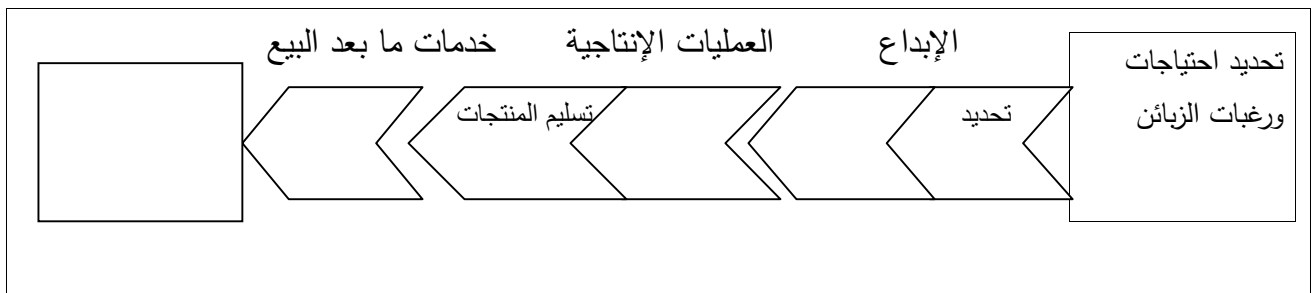 الإبداع
العمليات الإنتاجية
خدمات ما بعد البيع
تحديد احتياجات
ورغبات الزبائن
تحديد
تسليم المنتجات